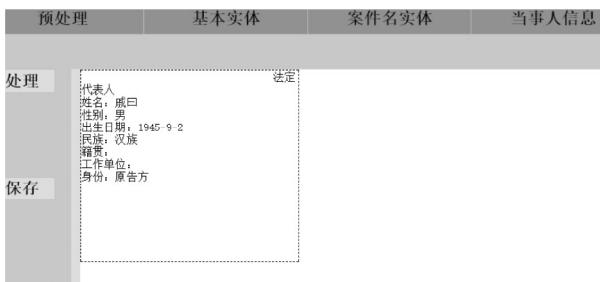 预处理 基本实体 案件名实体 当事人信息
处理
保存
法定
代表人
姓名：戚曰
性别：男
出生日期：1945-9-2
民族：汉族
籍贯：
工作单位：
身份：原告方